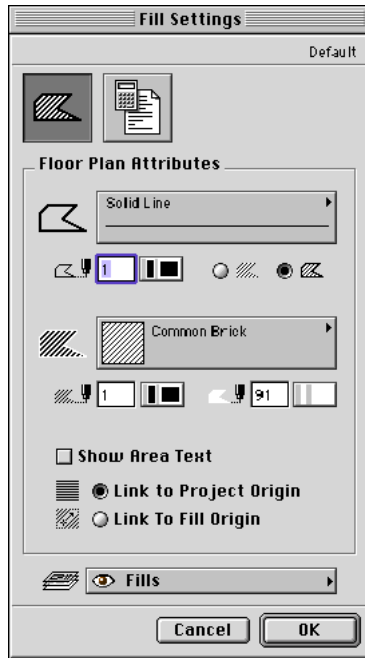 Fill Settings
Default
Floor Plan Attributes
Solid Line
1
Common Brick
1
91
Show Area Text
Link to Project Origin
Link To Fill Origin
Fills
Cancel
OK